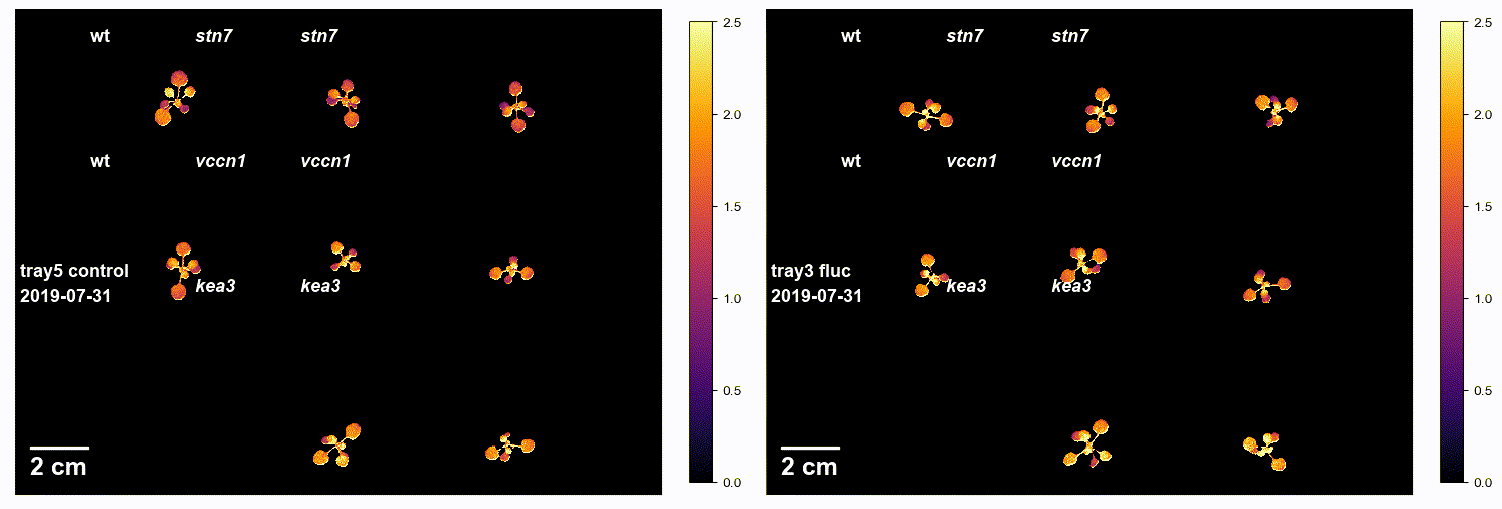 wt stn7 stn7
wt vccn1 vccn1
tray5 control
2019-07-31
kea3 kea3
2 cm
2.5
2.0
1.5
1.0
0.5
0.0
wt stn7 stn7
wt vccn1 vccn1
tray3 fluc
2019-07-31
kea3 kea3
2 cm
2.5
2.0
1.5
1.0
0.5
0.0